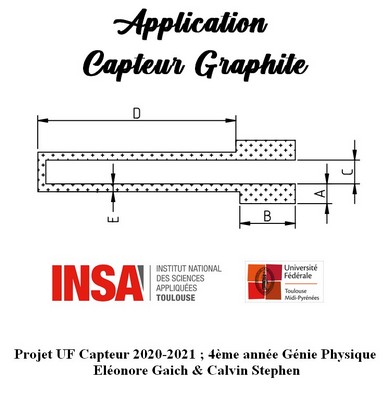 Application
Capteur Graphite
D
C
A
E
B
INSA
INSTITUT NATIONAL
DES SCIENCES
APPLIQUÉES
TOULOUSE
Université
Fédérale
Toulouse
Midi-Pyrénées
Projet UF Capteur 2020-2021 ; 4ème année Génie Physique
Eléonore Gaich & Calvin Stephen